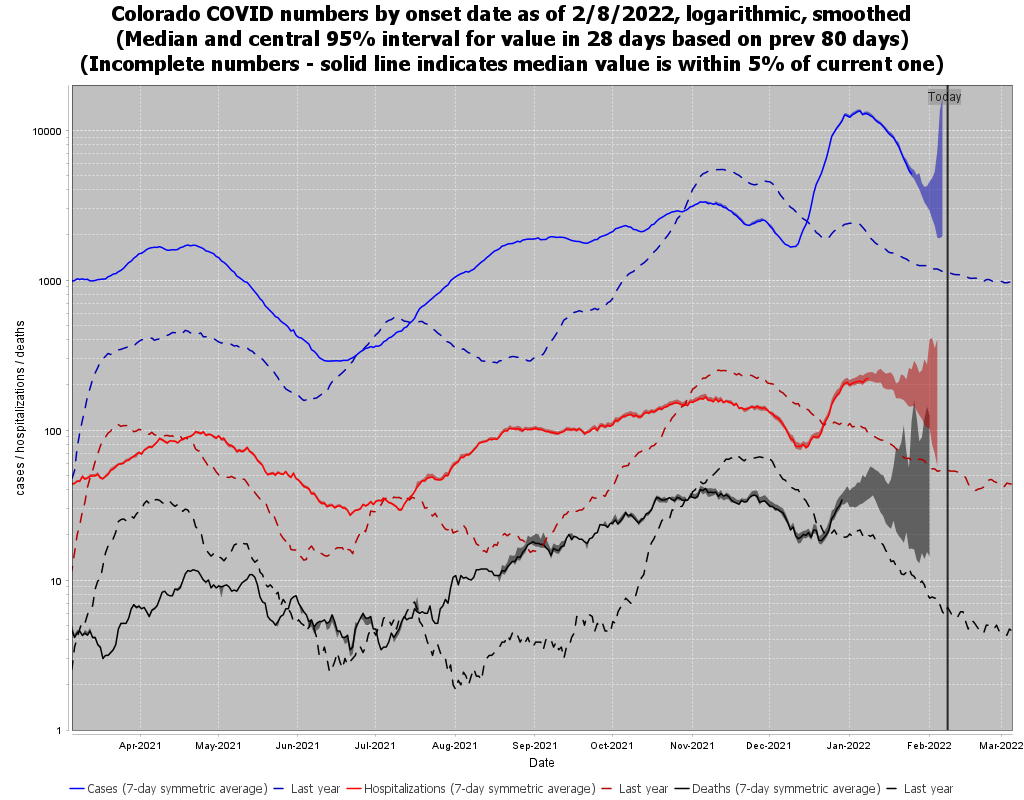 Colorado COVID numbers by onset date as of 2/8/2022, logarithmic, smoothed
(Median and central 95% interval for value in 28 days based on prev 80 days)
(Incomplete numbers - solid line indicates median value is within 5% of current one)
Today
10000
1000
100
10
1
cases / hospitalizations / deaths
Apr-2021 May-2021 Jun-2021 Jul-2021 Aug-2021 Sep-2021 Oct-2021 Nov-2021 Dec-2021 Jan-2022 Feb-2022 Mar-2022
Date
Cases (7-day symmetric average) Last year Hospitalizations (7-day symmetric average) Last year Deaths (7-day symmetric average) Last year